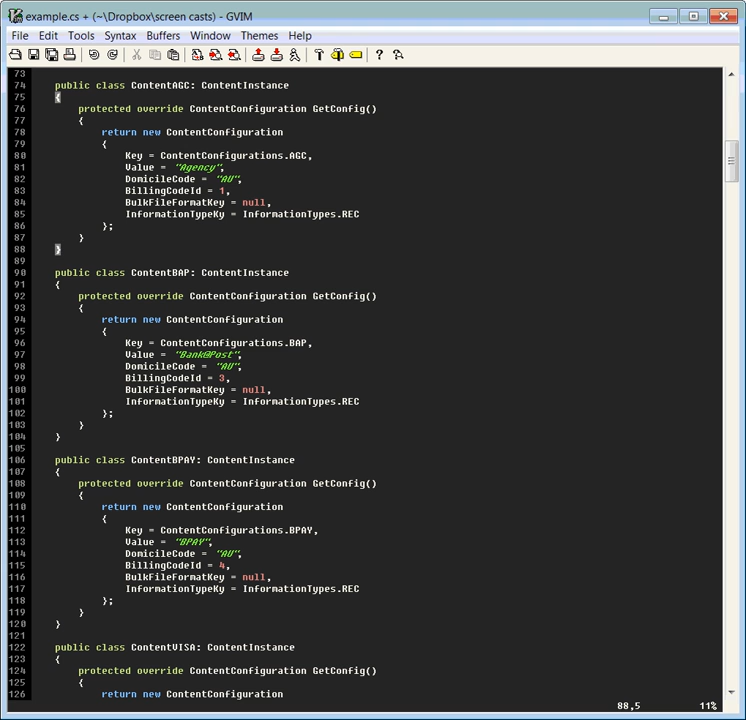 example.cs + (~\Dropbox\screen casts) - GVIM
File Edit Tools Syntax Buffers Window Themes Help
73
74 public class ContentAGC: ContentInstance
75 {
76 protected override ContentConfiguration GetConfig()
77 {
78 return new ContentConfiguration
79 {
80 Key = ContentConfigurations.AGC,
81 Value = "Agency",
82 DomicileCode = "AU",
83 BillingCodeId = 1,
84 BulkFileFormatKey = null,
85 InformationTypeKy = InformationTypes.REC
86 };
87 }
88 }
89
90 public class ContentBAP: ContentInstance
91 {
92 protected override ContentConfiguration GetConfig()
93 {
94 return new ContentConfiguration
95 {
96 Key = ContentConfigurations.BAP,
97 Value = "Bank@Post",
98 DomicileCode = "AU",
99 BillingCodeId = 3,
100 BulkFileFormatKey = null,
101 InformationTypeKy = InformationTypes.REC
102 };
103 }
104 }
105
106 public class ContentBPAY: ContentInstance
107 {
108 protected override ContentConfiguration GetConfig()
109 {
110 return new ContentConfiguration
111 {
112 Key = ContentConfigurations.BPAY,
113 Value = "BPAY",
114 DomicileCode = "AU",
115 BillingCodeId = 4,
116 BulkFileFormatKey = null,
117 InformationTypeKy = InformationTypes.REC
118 };
119 }
120 }
121
122 public class ContentVISA: ContentInstance
123 {
124 protected override ContentConfiguration GetConfig()
125 {
126 return new ContentConfiguration
88,5 11%